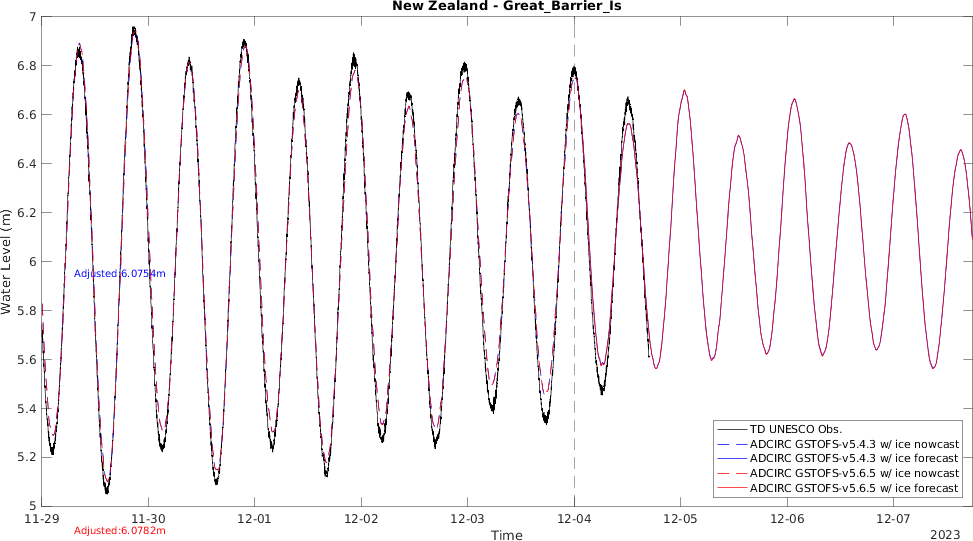 New Zealand - Great_Barrier_Is
7
6.8
6.6
6.4
6.2
6
5.8
5.6
5.4
5.2
5
Water Level (m)
Adjusted:6.0754m
Adjusted:6.0782m
TD UNESCO Obs.
ADCIRC GSTOFS-v5.4.3 w/ ice nowcast
ADCIRC GSTOFS-v5.4.3 w/ ice forecast
ADCIRC GSTOFS-v5.6.5 w/ ice nowcast
ADCIRC GSTOFS-v5.6.5 w/ ice forecast
11-29 11-30 12-01 12-02 12-03 12-04 12-05 12-06 12-07
Time
2023